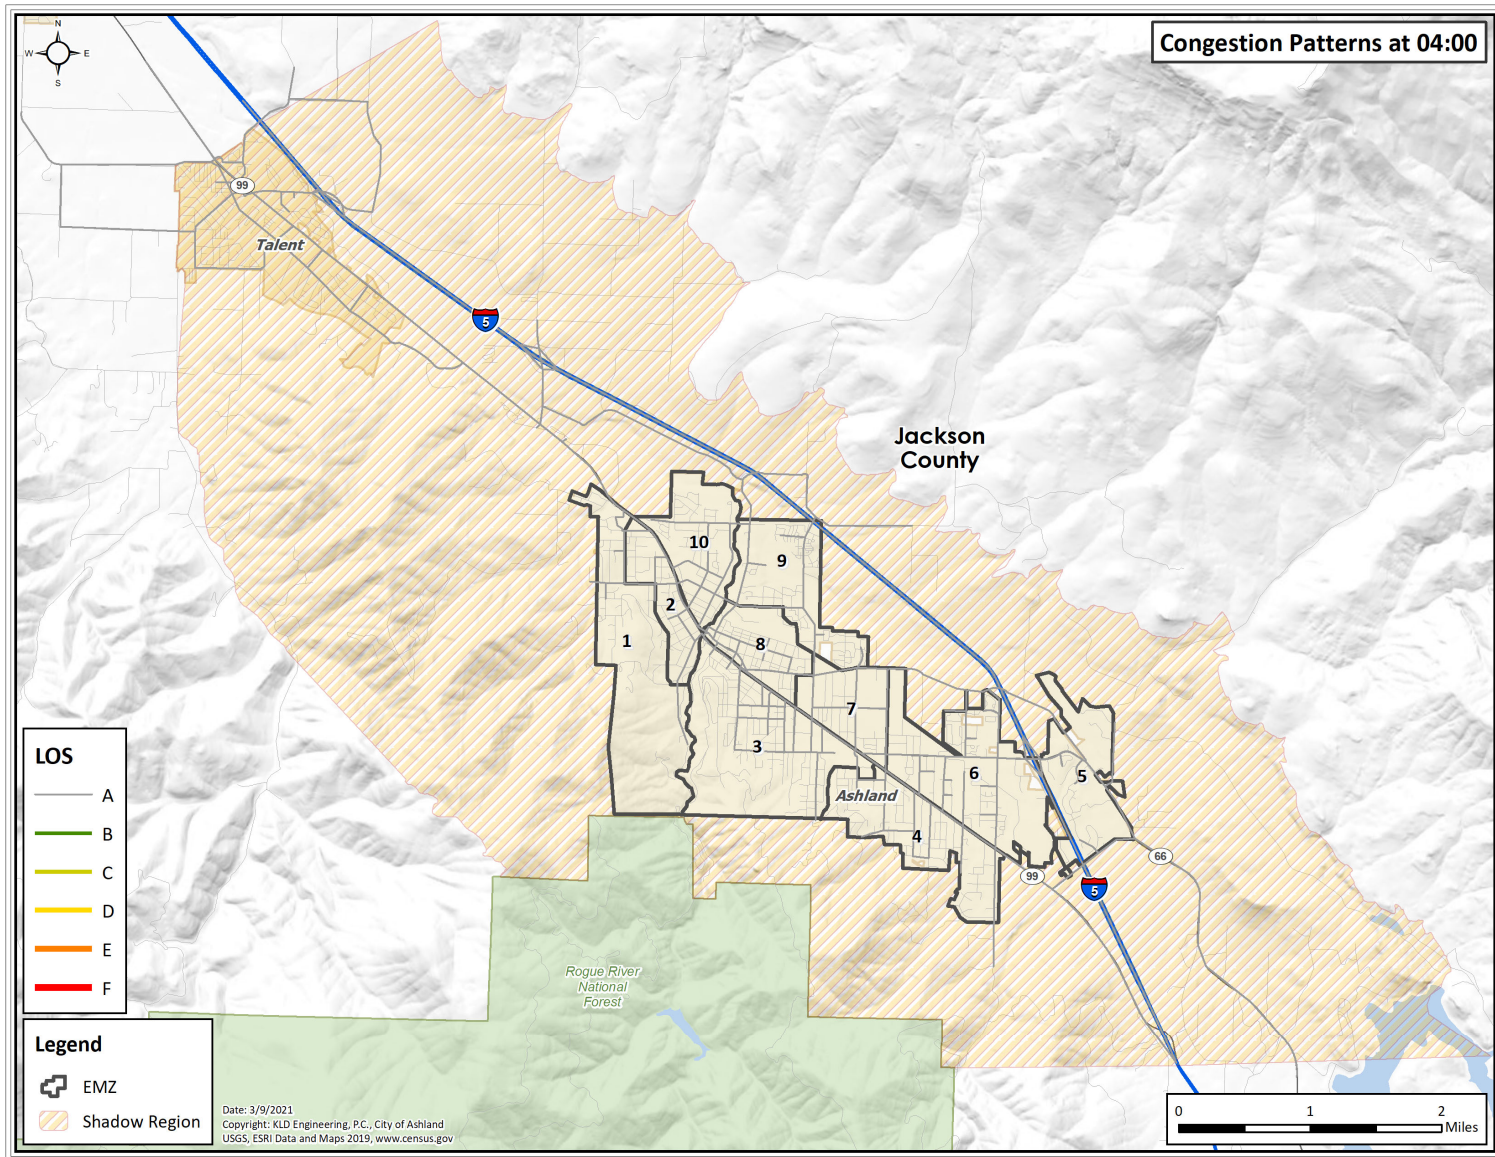 N
W
E
S
Congestion Patterns at 04:00
99
Talent
5
Jackson
County
10
9
2
1
8
7
3
6
5
Ashland
4
66
99
5
LOS
A
B
C
D
E
F
Rogue River
National
Forest
Legend
EMZ
Shadow Region
Date: 3/9/2021
Copyright: KLD Engineering, P.C., City of Ashland
USGS, ESRI Data and Maps 2019, www.census.gov
0 1 2
Miles